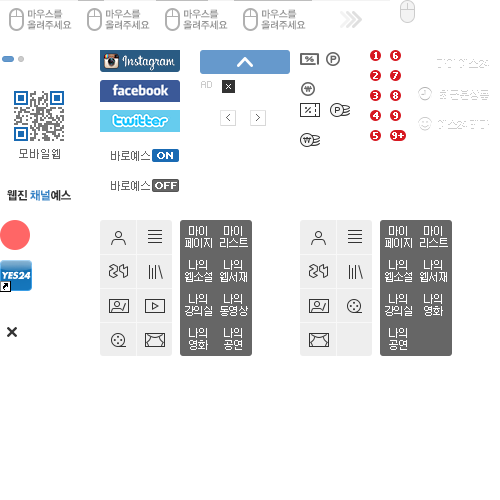 마우스를 마우스를 마우스를 마우스를
올려주세요 올려주세요 올려주세요 올려주세요
Instagram
facebook
twitter
AD
모바일웹
바로예스 ON
바로예스 OFF
웹진 채널예스
YES24
1 6
2 7
3 8
4 9
5 9+
% P
W
% P
W
최근본상품
마이 마이
페이지 리스트
나의 나의
웹소설 웹서재
나의 나의
강의실 동영상
나의 나의
영화 공연
마이 마이
페이지 리스트
나의 나의
웹소설 웹서재
나의 나의
강의실 영화
나의
공연